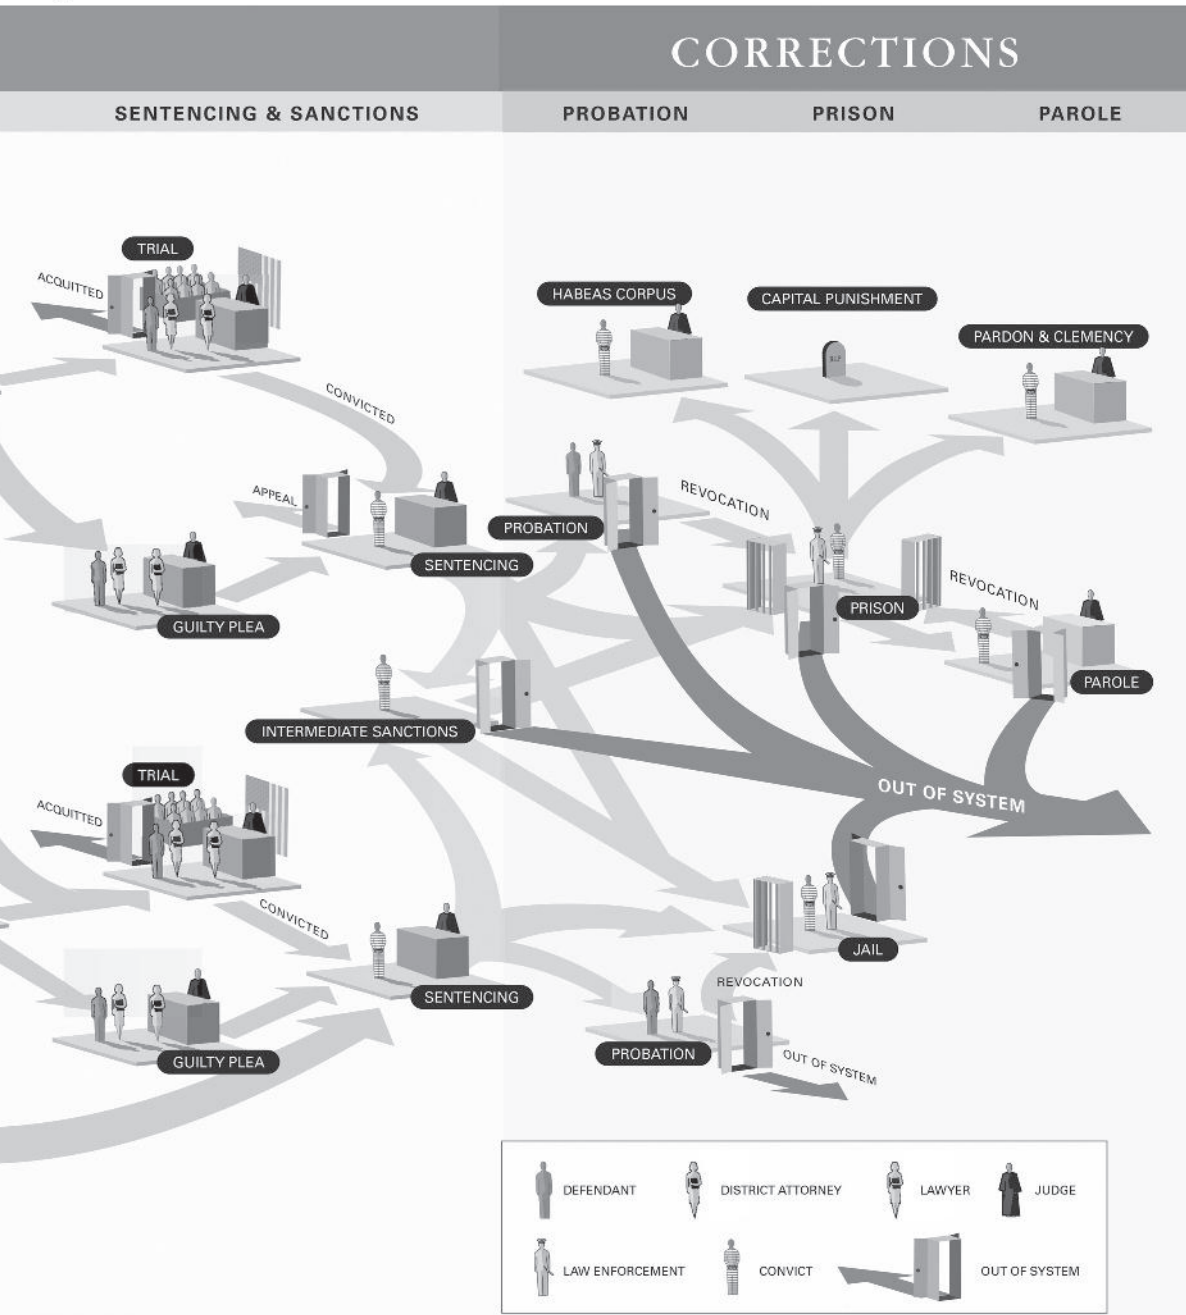 CORRECTIONS
SENTENCING & SANCTIONS
PROBATION
PRISON
PAROLE
TRIAL
ACQUITTED
HABEAS CORPUS
CAPITAL PUNISHMENT
PARDON & CLEMENCY
RIP
CONVICTED
APPEAL
REVOCATION
PROBATION
SENTENCING
REVOCATION
PRISON
GUILTY PLEA
PAROLE
INTERMEDIATE SANCTIONS
TRIAL
OUT OF SYSTEM
ACQUITTED
CONVICTED
JAIL
REVOCATION
SENTENCING
PROBATION
GUILTY PLEA
OUT OF SYSTEM
DEFENDANT
DISTRICT ATTORNEY
LAWYER
JUDGE
LAW ENFORCEMENT
CONVICT
OUT OF SYSTEM